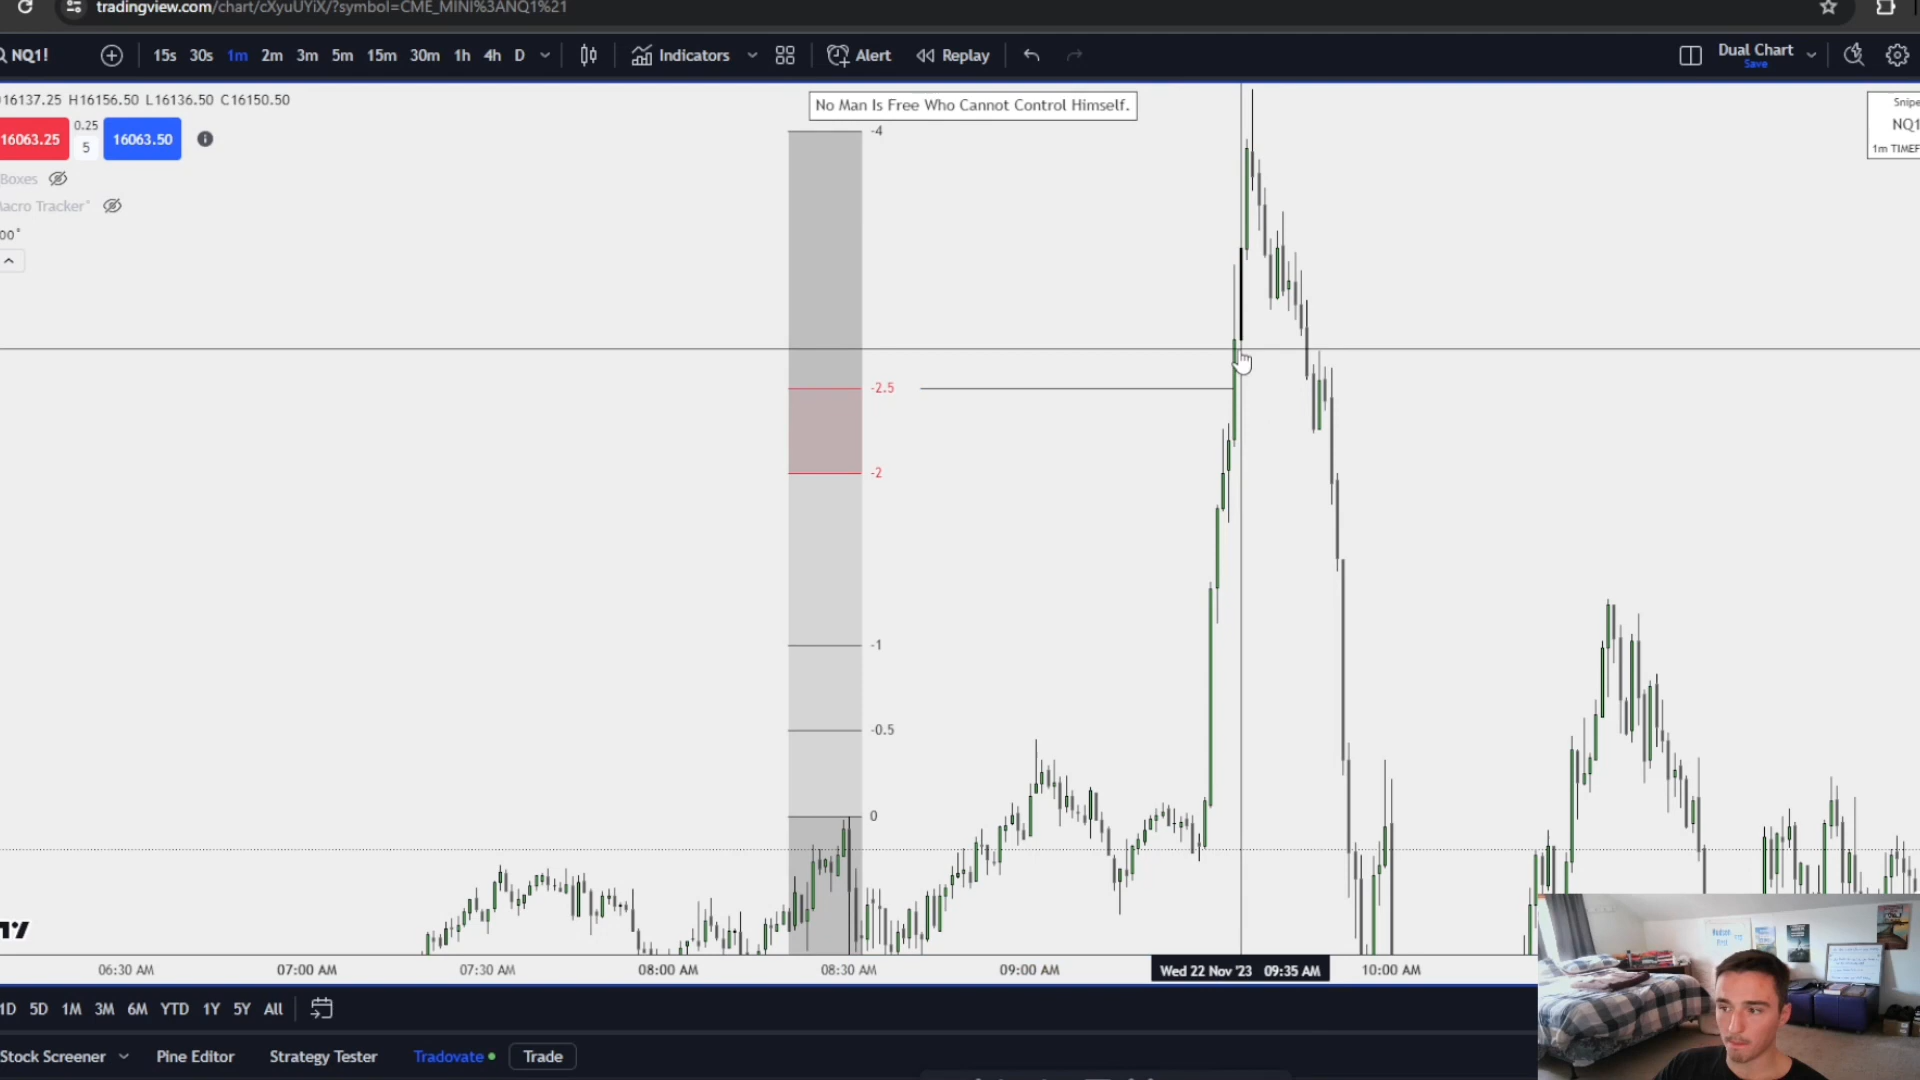 tradingview.com/chart/cXyuUYiX/?symbol=CME_MINI%3ANQ1%21
NQ1! 15s 30s 1m 2m 3m 5m 15m 30m 1h 4h D Indicators Alert Replay Dual Chart
Save
16137.25 H16156.50 L16136.50 C16150.50
No Man Is Free Who Cannot Control Himself.
Snipe
NQ1
1m TIMEF
16063.25 0.25 5 16063.50
Boxes
acro Tracker"
00"
-4
-2.5
-2
-1
-0.5
0
06:30 AM 07:00 AM 07:30 AM 08:00 AM 08:30 AM 09:00 AM Wed 22 Nov '23 09:35 AM 10:00 AM
1D 5D 1M 3M 6M YTD 1Y 5Y All
Stock Screener Pine Editor Strategy Tester Tradovate Trade